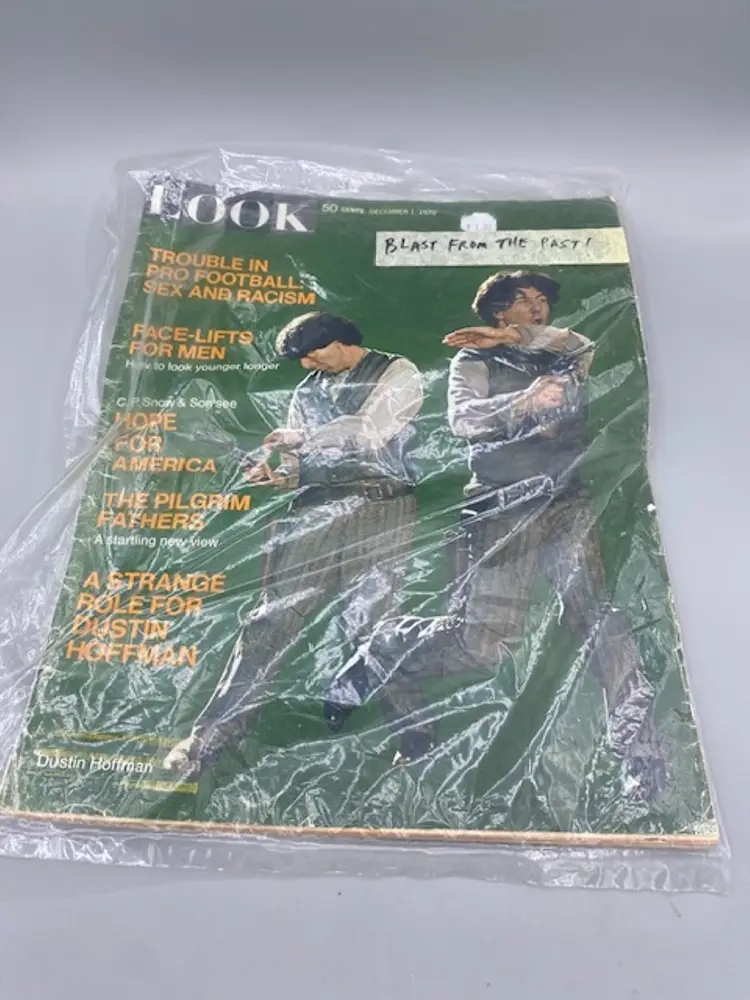 LOOK
50 CENTS DECEMBER 1, 1970
BLAST FROM THE PAST!
TROUBLE IN
PRO FOOTBALL:
SEX AND RACISM
FACE-LIFTS
FOR MEN
How to look younger longer
C.P. Snow & Son see
HOPE
FOR
AMERICA
THE PILGRIM
FATHERS
A startling new view
A STRANGE
ROLE FOR
DUSTIN
HOFFMAN
Dustin Hoffman